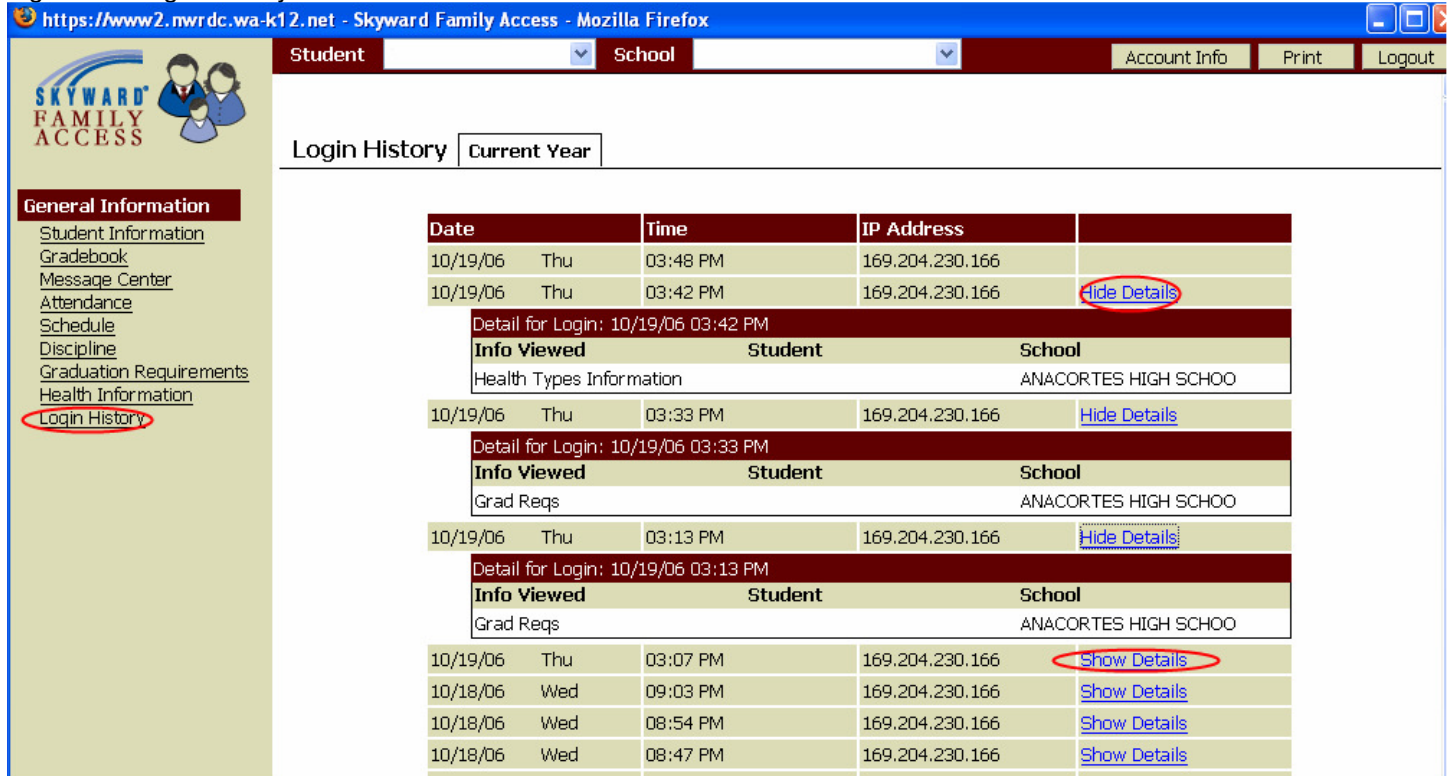 https://www2.nwrdc.wa-k12.net - Skyward Family Access - Mozilla Firefox
Student School Account Info Print Logout
SKYWARD
FAMILY
ACCESS
Login History Current Year
General Information
Student Information
Gradebook
Message Center
Attendance
Schedule
Discipline
Graduation Requirements
Health Information
Login History
Date Time IP Address
10/19/06 Thu 03:48 PM 169.204.230.166
10/19/06 Thu 03:42 PM 169.204.230.166 Hide Details
Detail for Login: 10/19/06 03:42 PM
Info Viewed Student School
Health Types Information ANACORTES HIGH SCHOO
10/19/06 Thu 03:33 PM 169.204.230.166 Hide Details
Detail for Login: 10/19/06 03:33 PM
Info Viewed Student School
Grad Reqs ANACORTES HIGH SCHOO
10/19/06 Thu 03:13 PM 169.204.230.166 Hide Details
Detail for Login: 10/19/06 03:13 PM
Info Viewed Student School
Grad Reqs ANACORTES HIGH SCHOO
10/19/06 Thu 03:07 PM 169.204.230.166 Show Details
10/18/06 Wed 09:03 PM 169.204.230.166 Show Details
10/18/06 Wed 08:54 PM 169.204.230.166 Show Details
10/18/06 Wed 08:47 PM 169.204.230.166 Show Details